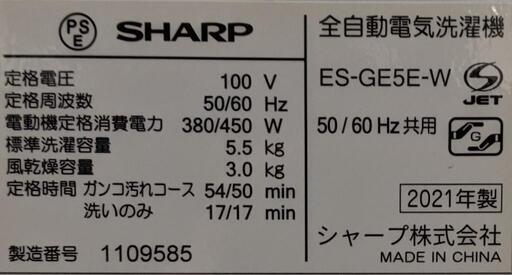 PS
E
SHARP
全自動電気洗濯機
定格電圧 100 V
ES-GE5E-W
S
JET
定格周波数 50/60 Hz
電動機定格消費電力 380/450 W
50/60Hz共用
G
標準洗濯容量 5.5 kg
風乾燥容量 3.0 kg
定格時間 ガンコ汚れコース 54/50 min
洗いのみ 17/17 min
2021年製
シャープ株式会社
製造番号 1109585
MADE IN CHINA